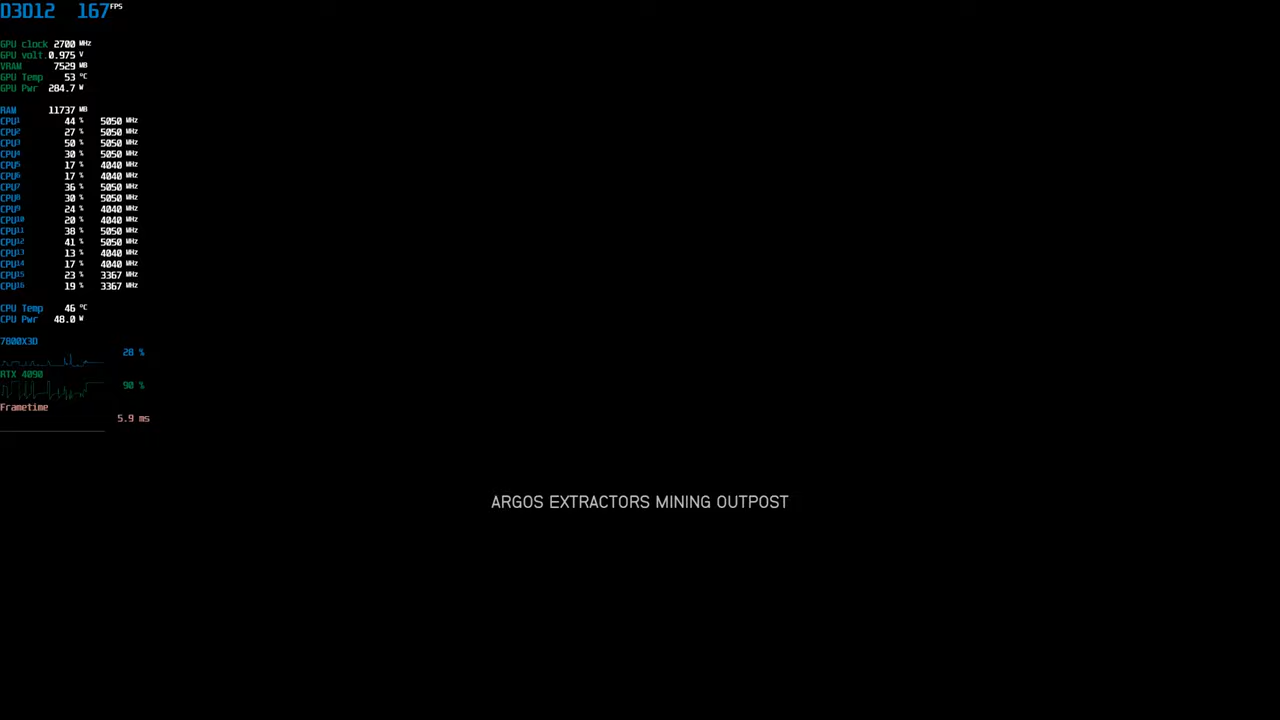 D3D12 167 FPS
GPU clock 2700 MHz
GPU volt. 0.975 V
VRAM 7529 MB
GPU Temp 53 °C
GPU Pwr 284.7 W
RAM 11737 MB
CPU1 44 % 5050 MHz
CPU2 27 % 5050 MHz
CPU3 50 % 5050 MHz
CPU4 30 % 5050 MHz
CPU5 17 % 4040 MHz
CPU6 17 % 4040 MHz
CPU7 36 % 5050 MHz
CPU8 30 % 5050 MHz
CPU9 24 % 4040 MHz
CPU10 20 % 4040 MHz
CPU11 38 % 5050 MHz
CPU12 41 % 5050 MHz
CPU13 13 % 4040 MHz
CPU14 17 % 4040 MHz
CPU15 23 % 3367 MHz
CPU16 19 % 3367 MHz
CPU Temp 46 °C
CPU Pwr 48.0 W
7800X3D
28 %
RTX 4090
90 %
Frametime
5.9 ms
ARGOS EXTRACTORS MINING OUTPOST